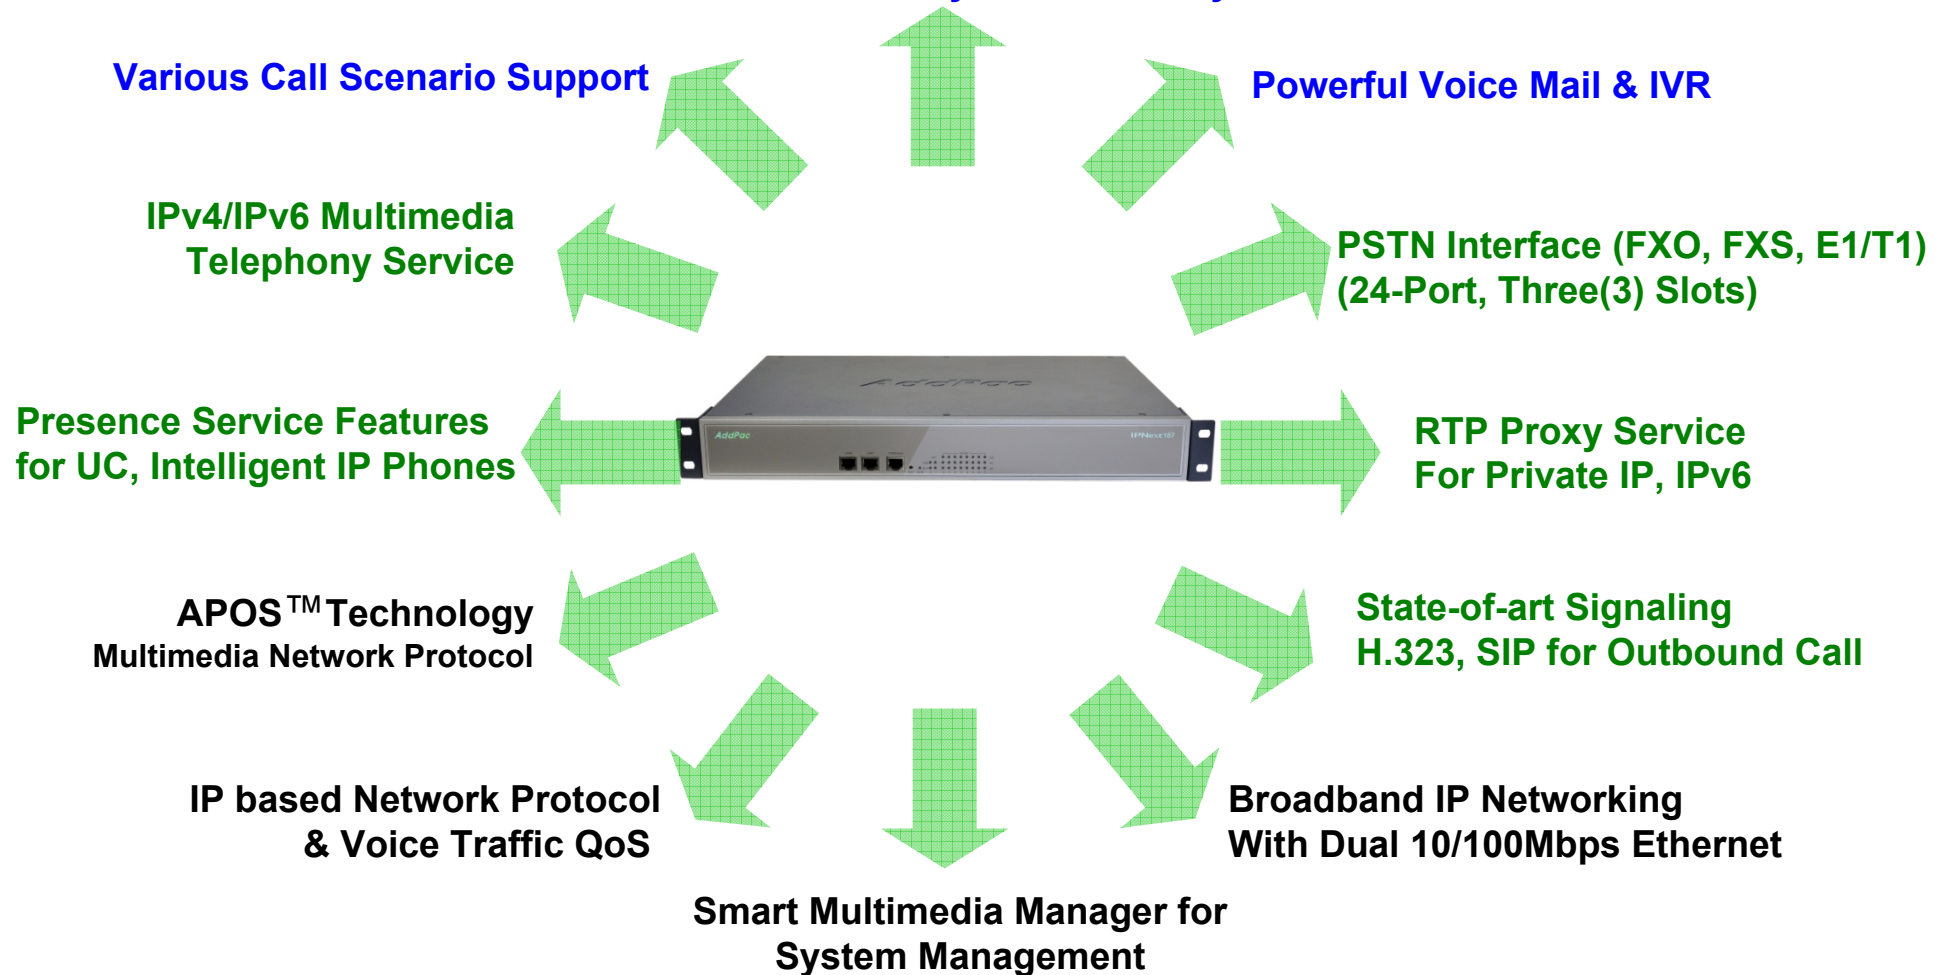 Various Call Scenario Support
Powerful Voice Mail & IVR
IPv4/IPv6 Multimedia
Telephony Service
PSTN Interface (FXO, FXS, E1/T1)
(24-Port, Three(3) Slots)
AddPac
AddPac
Presence Service Features
for UC, Intelligent IP Phones
RTP Proxy Service
For Private IP, IPv6
APOS™Technology
Multimedia Network Protocol
State-of-art Signaling
H.323, SIP for Outbound Call
IP based Network Protocol
& Voice Traffic QoS
Broadband IP Networking
With Dual 10/100Mbps Ethernet
Smart Multimedia Manager for
System Management